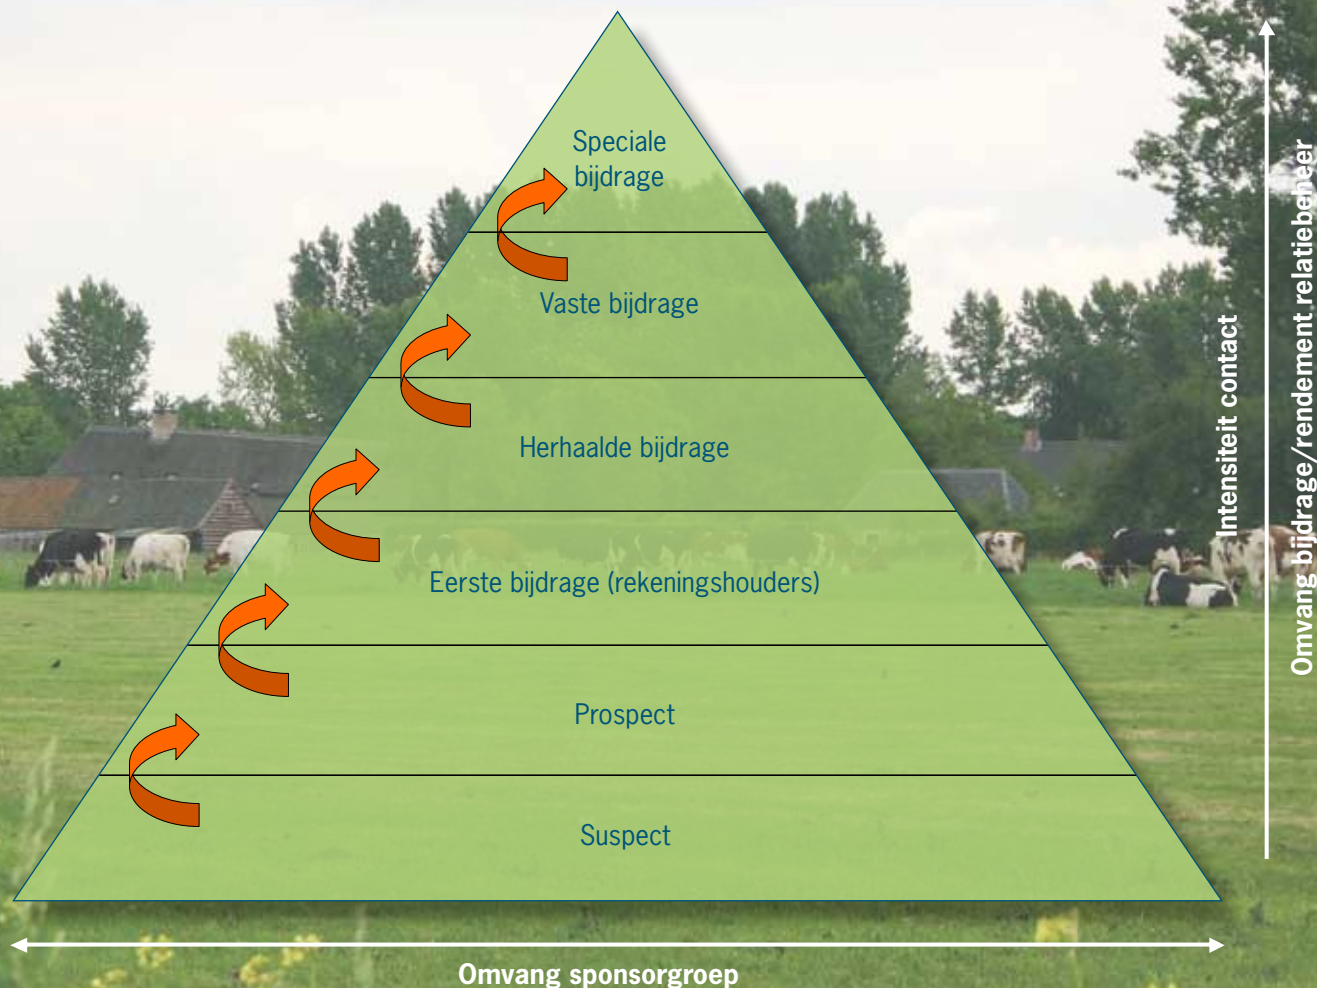 Speciale
bijdrage
Vaste bijdrage
Herhaalde bijdrage
Eerste bijdrage (rekeningshouders)
Prospect
Suspect
Omvang sponsorgroep
Intensiteit contact
Omvang bijdrage/rendement relatiebeheer